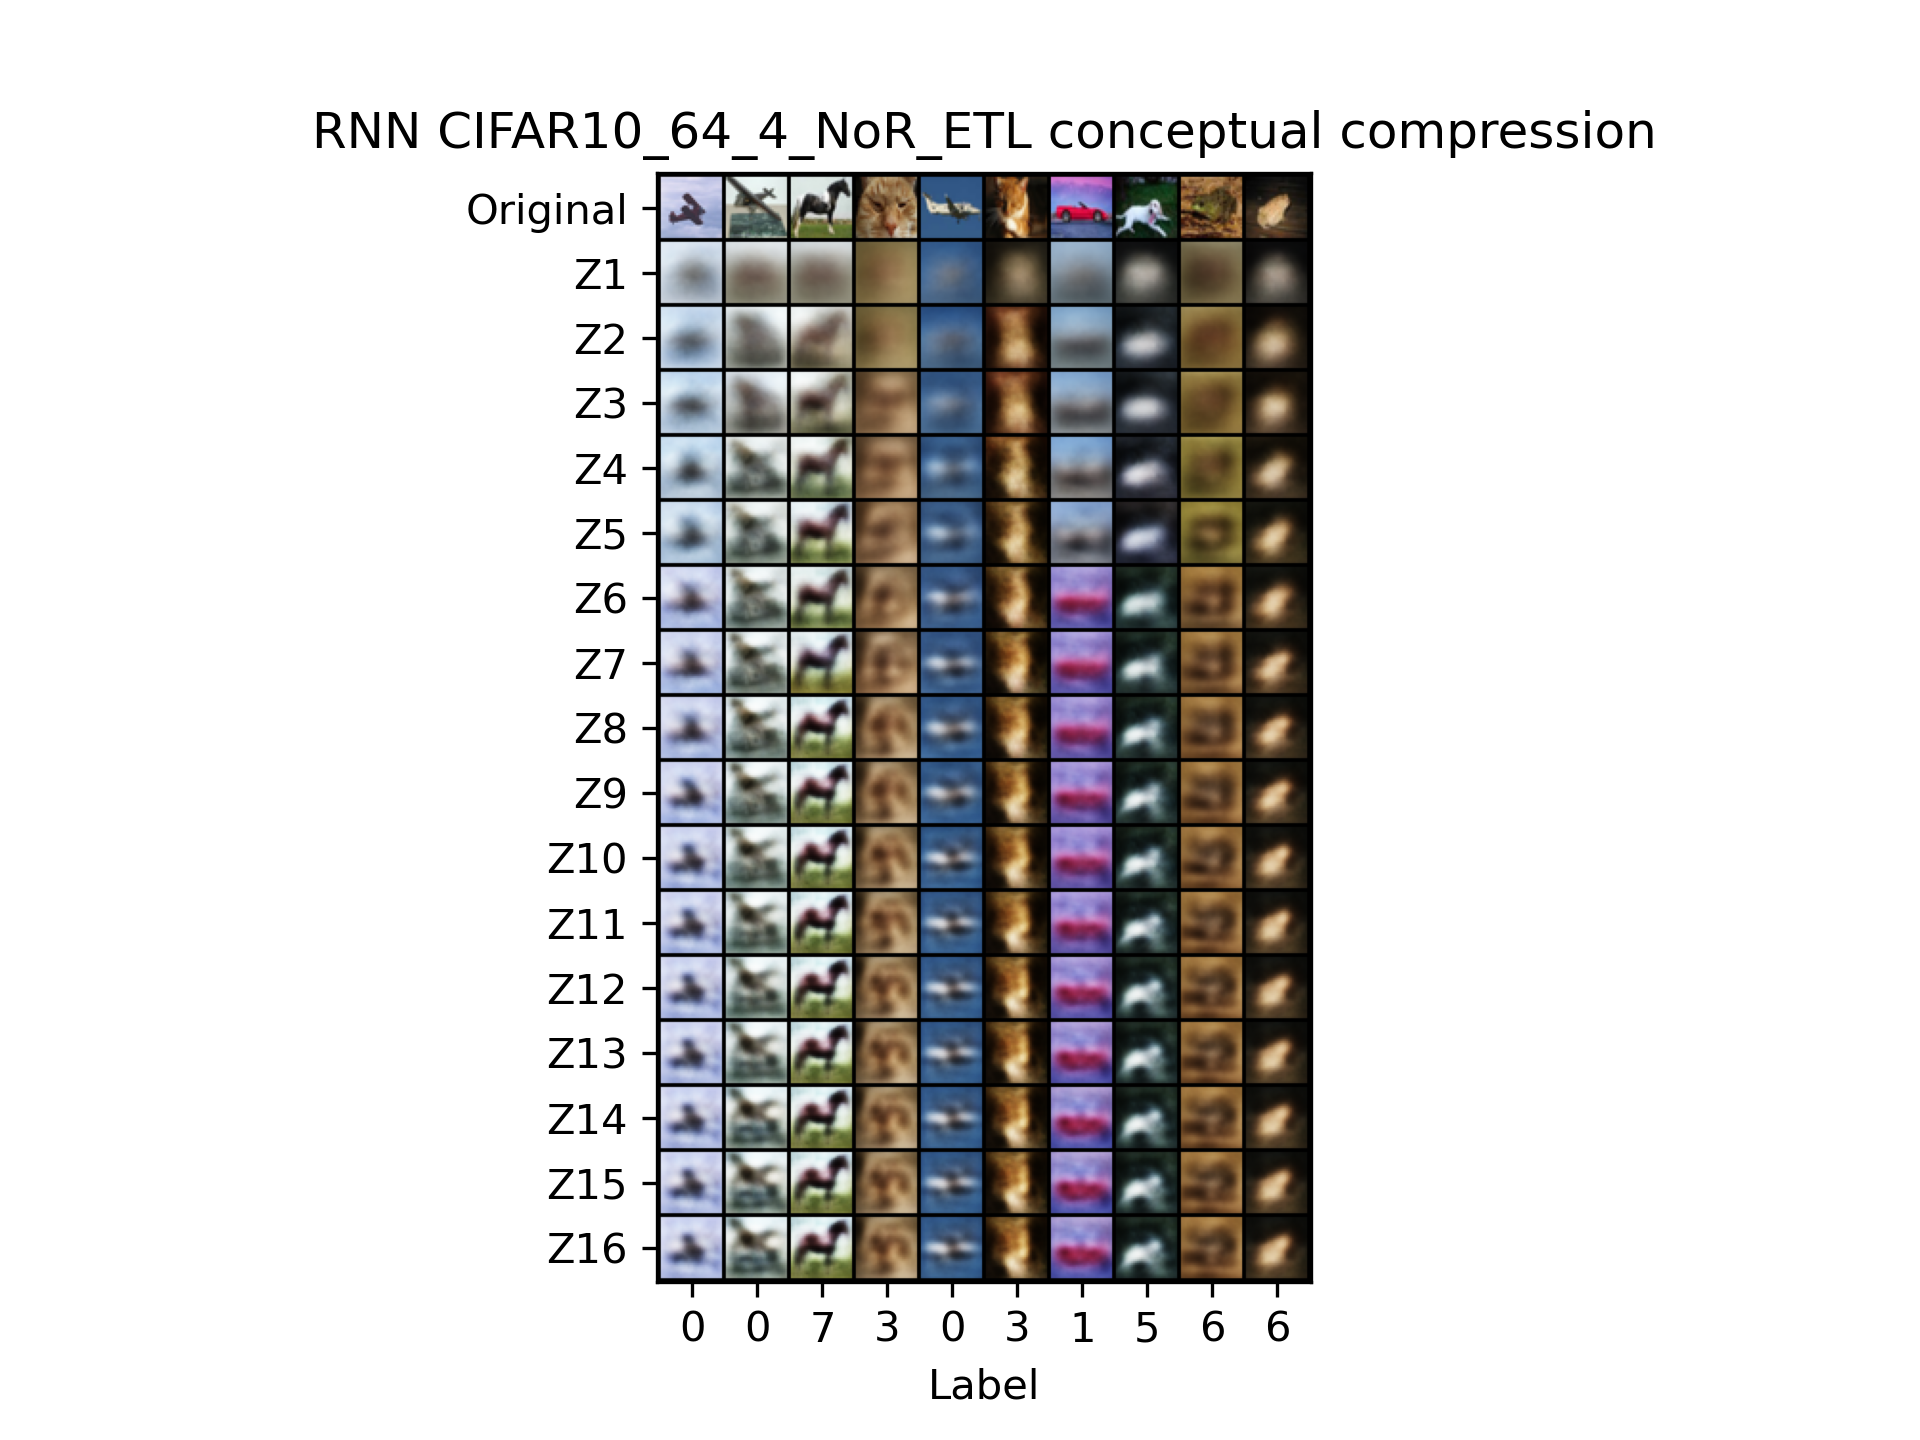 RNN CIFAR10_64_4_NoR_ETL conceptual compression
Original
Z1
Z2
Z3
Z4
Z5
Z6
Z7
Z8
Z9
Z10
Z11
Z12
Z13
Z14
Z15
Z16
0 0 7 3 0 3 1 5 6 6
Label